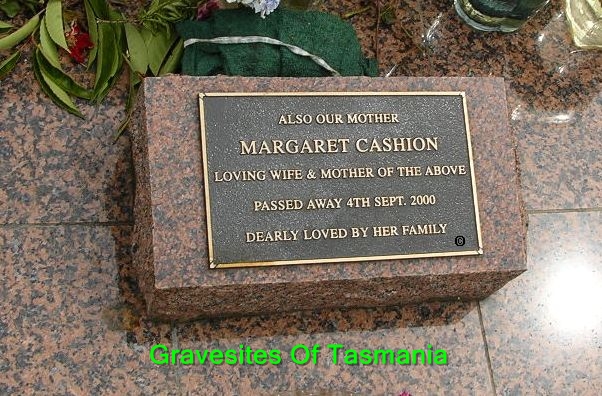 ALSO OUR MOTHER
MARGARET CASHION
LOVING WIFE & MOTHER OF THE ABOVE
PASSED AWAY 4TH SEPT. 2000
DEARLY LOVED BY HER FAMILY
Gravesites Of Tasmania